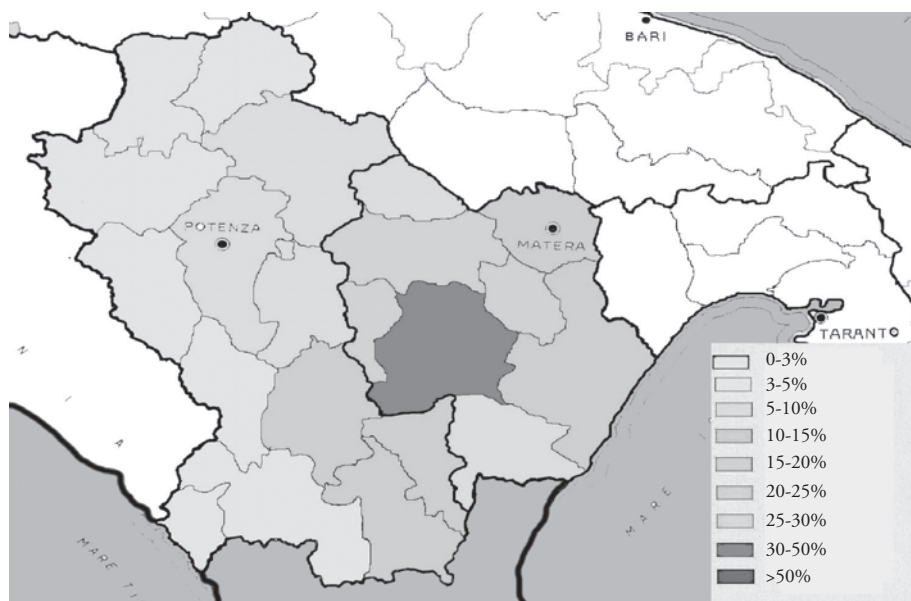 BARI
POTENZA
MATERA
TARANTO
N I A
MARE TI
MARE
0-3%
3-5%
5-10%
10-15%
15-20%
20-25%
25-30%
30-50%
>50%